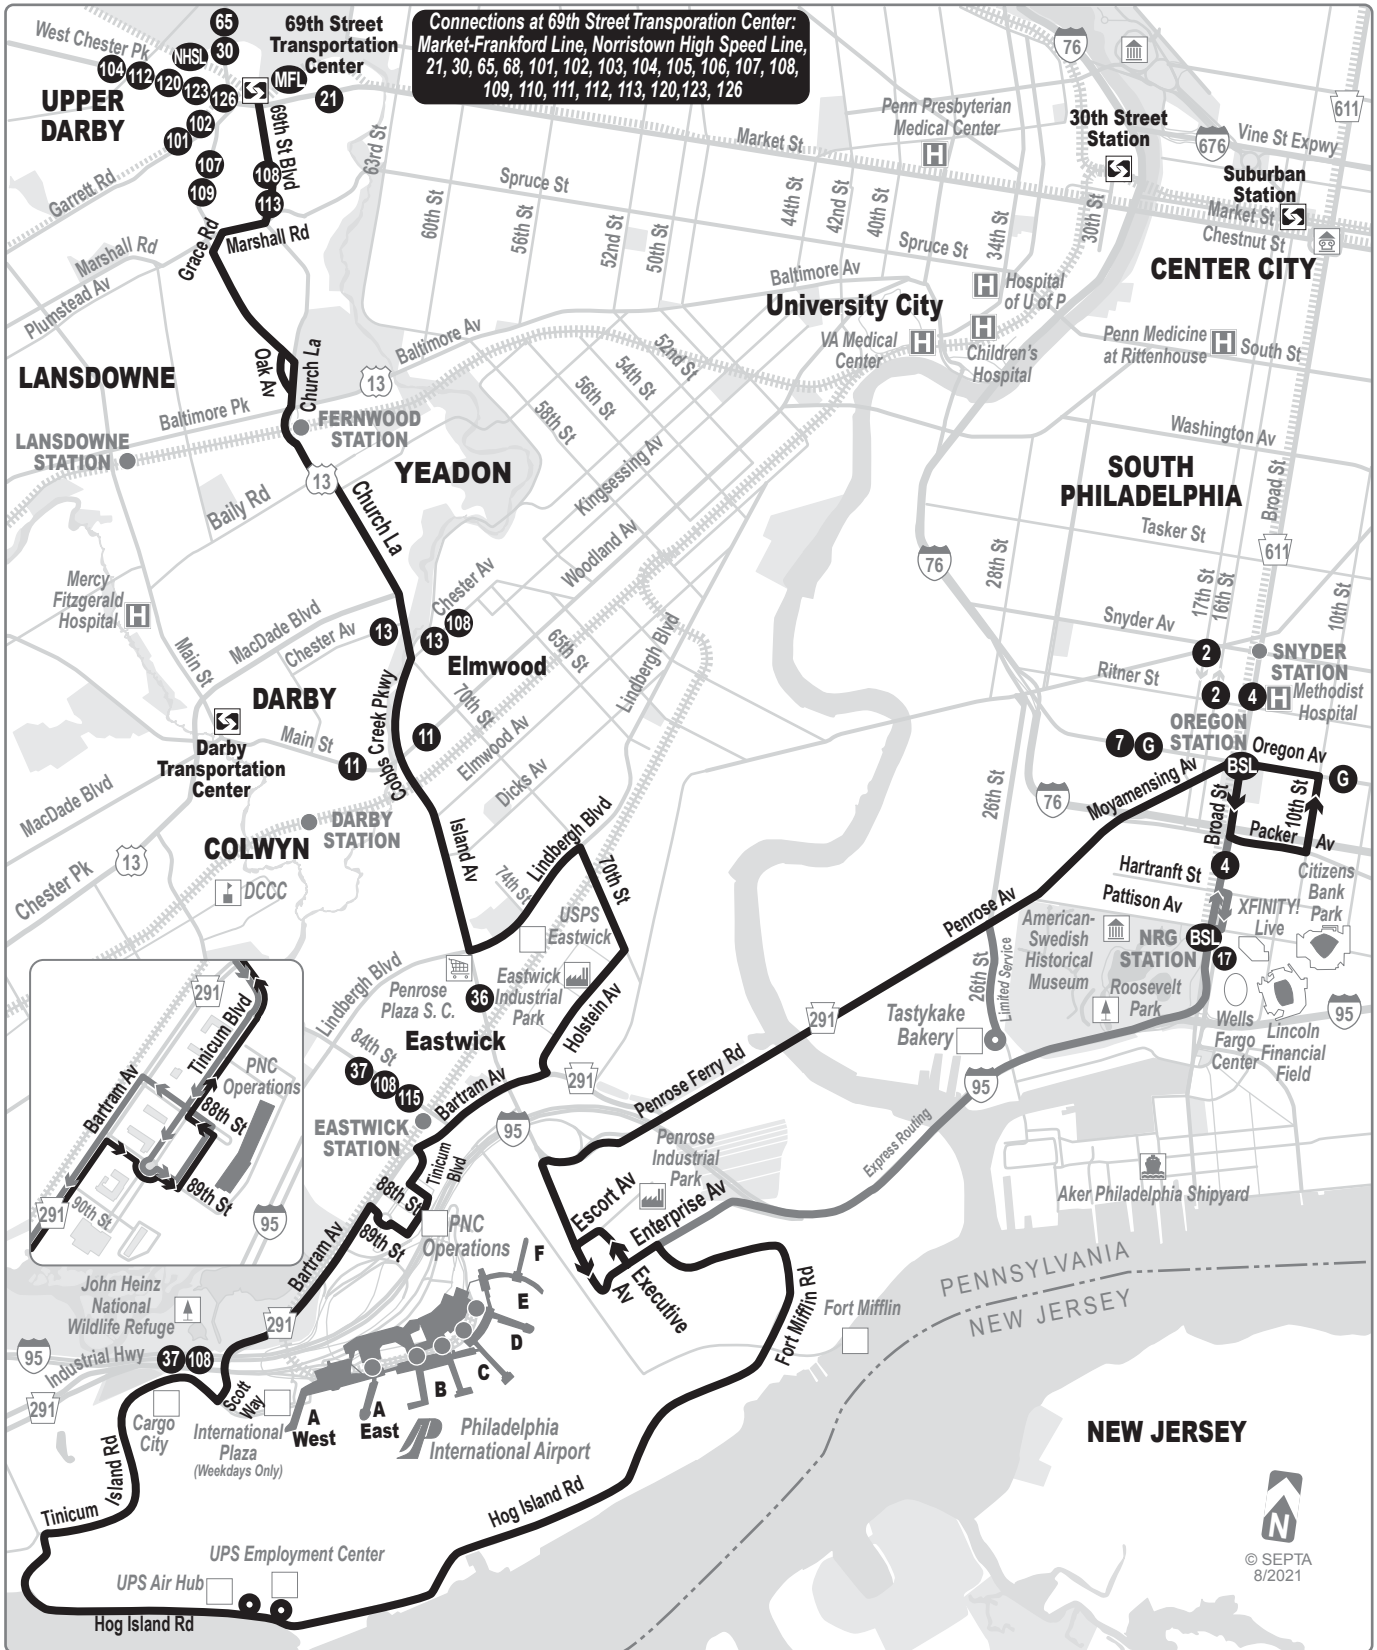 65
West Chester Pk
NHSL
30
104
112
120
123
126
MFL
21
69th Street
Transportation
Center
Connections at 69th Street Transporation Center:
Market-Frankford Line, Norristown High Speed Line,
21, 30, 65, 68, 101, 102, 103, 104, 105, 106, 107, 108,
109, 110, 111, 112, 113, 120,123, 126
UPPER
DARBY
102
101
107
109
108
113
69th St Blvd
63rd St
Garrett Rd
Marshall Rd
Marshall Rd
Grace Rd
Plumstead Av
76
611
Penn Presbyterian
Medical Center
H
30th Street
Station
676
Vine St Expwy
Market St
Suburban
Station
Market St
Chestnut St
CENTER CITY
Spruce St
60th St
56th St
52nd St
50th St
44th St
42nd St
40th St
34th St
30th St
Spruce St
Baltimore Av
University City
H
Hospital
of U of P
VA Medical
Center
H
H
Children's
Hospital
Penn Medicine
at Rittenhouse
H
South St
LANSDOWNE
Oak Av
Church La
Baltimore Av
13
52nd St
54th St
56th St
58th St
Baltimore Pk
FERNWOOD
STATION
LANSDOWNE
STATION
13
YEADON
Baily Rd
Church La
Kingsessing Av
Woodland Av
Washington Av
SOUTH
PHILADELPHIA
Broad St
Tasker St
611
76
28th St
17th St
16th St
10th St
Mercy
Fitzgerald
Hospital
H
MacDade Blvd
Chester Av
Chester Av
13
13
108
Elmwood
65th St
Lindbergh Blvd
Main St
Snyder Av
2
SNYDER
STATION
Ritner St
2
4
H
Methodist
Hospital
DARBY
Cobbs Creek Pkwy
70th St
Darby
Transportation
Center
Main St
11
11
Elmwood Av
Dicks Av
OREGON
STATION
7
G
BSL
Oregon Av
G
26th St
76
Moyamensing Av
Broad St
10th St
Packer Av
MacDade Blvd
DARBY
STATION
COLWYN
Island Av
Lindbergh Blvd
70th St
13
Chester Pk
DCCC
74th St
USPS
Eastwick
4
Hartranft St
Citizens
Bank
Park
Pattison Av
XFINITY!
Live
Penrose Av
American-
Swedish
Historical
Museum
NRG
STATION
BSL
17
26th St
Limited Service
Roosevelt
Park
Lindbergh Blvd
Penrose
Plaza S. C.
36
Eastwick
Industrial
Park
Eastwick
Holstein Av
291
Tastykake
Bakery
Wells
Fargo
Center
Lincoln
Financial
Field
95
84th St
37
108
115
Bartram Av
291
Penrose Ferry Rd
95
EASTWICK
STATION
95
Express Routing
291
Tinicum Blvd
PNC
Operations
Bartram Av
88th St
89th St
90th St
291
95
Tinicum
Blvd
88th St
89th St
PNC
Operations
Bartram Av
Penrose
Industrial
Park
Escort Av
Enterprise Av
Executive
Av
Aker Philadelphia Shipyard
PENNSYLVANIA
NEW JERSEY
Fort Mifflin Rd
Fort Mifflin
John Heinz
National
Wildlife Refuge
291
F
E
D
C
B
A
East
A
West
Philadelphia
International Airport
95
Industrial Hwy
37
108
291
Scott
Way
Cargo
City
International
Plaza
(Weekdays Only)
Island Rd
Tinicum
Hog Island Rd
NEW JERSEY
UPS Employment Center
UPS Air Hub
Hog Island Rd
N
© SEPTA
8/2021